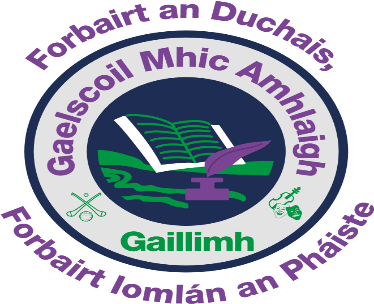 Forbairt an Duchais,
Gaelscoil Mhic Amhlaigh
Gaillimh
Forbairt Iomlán an Pháiste